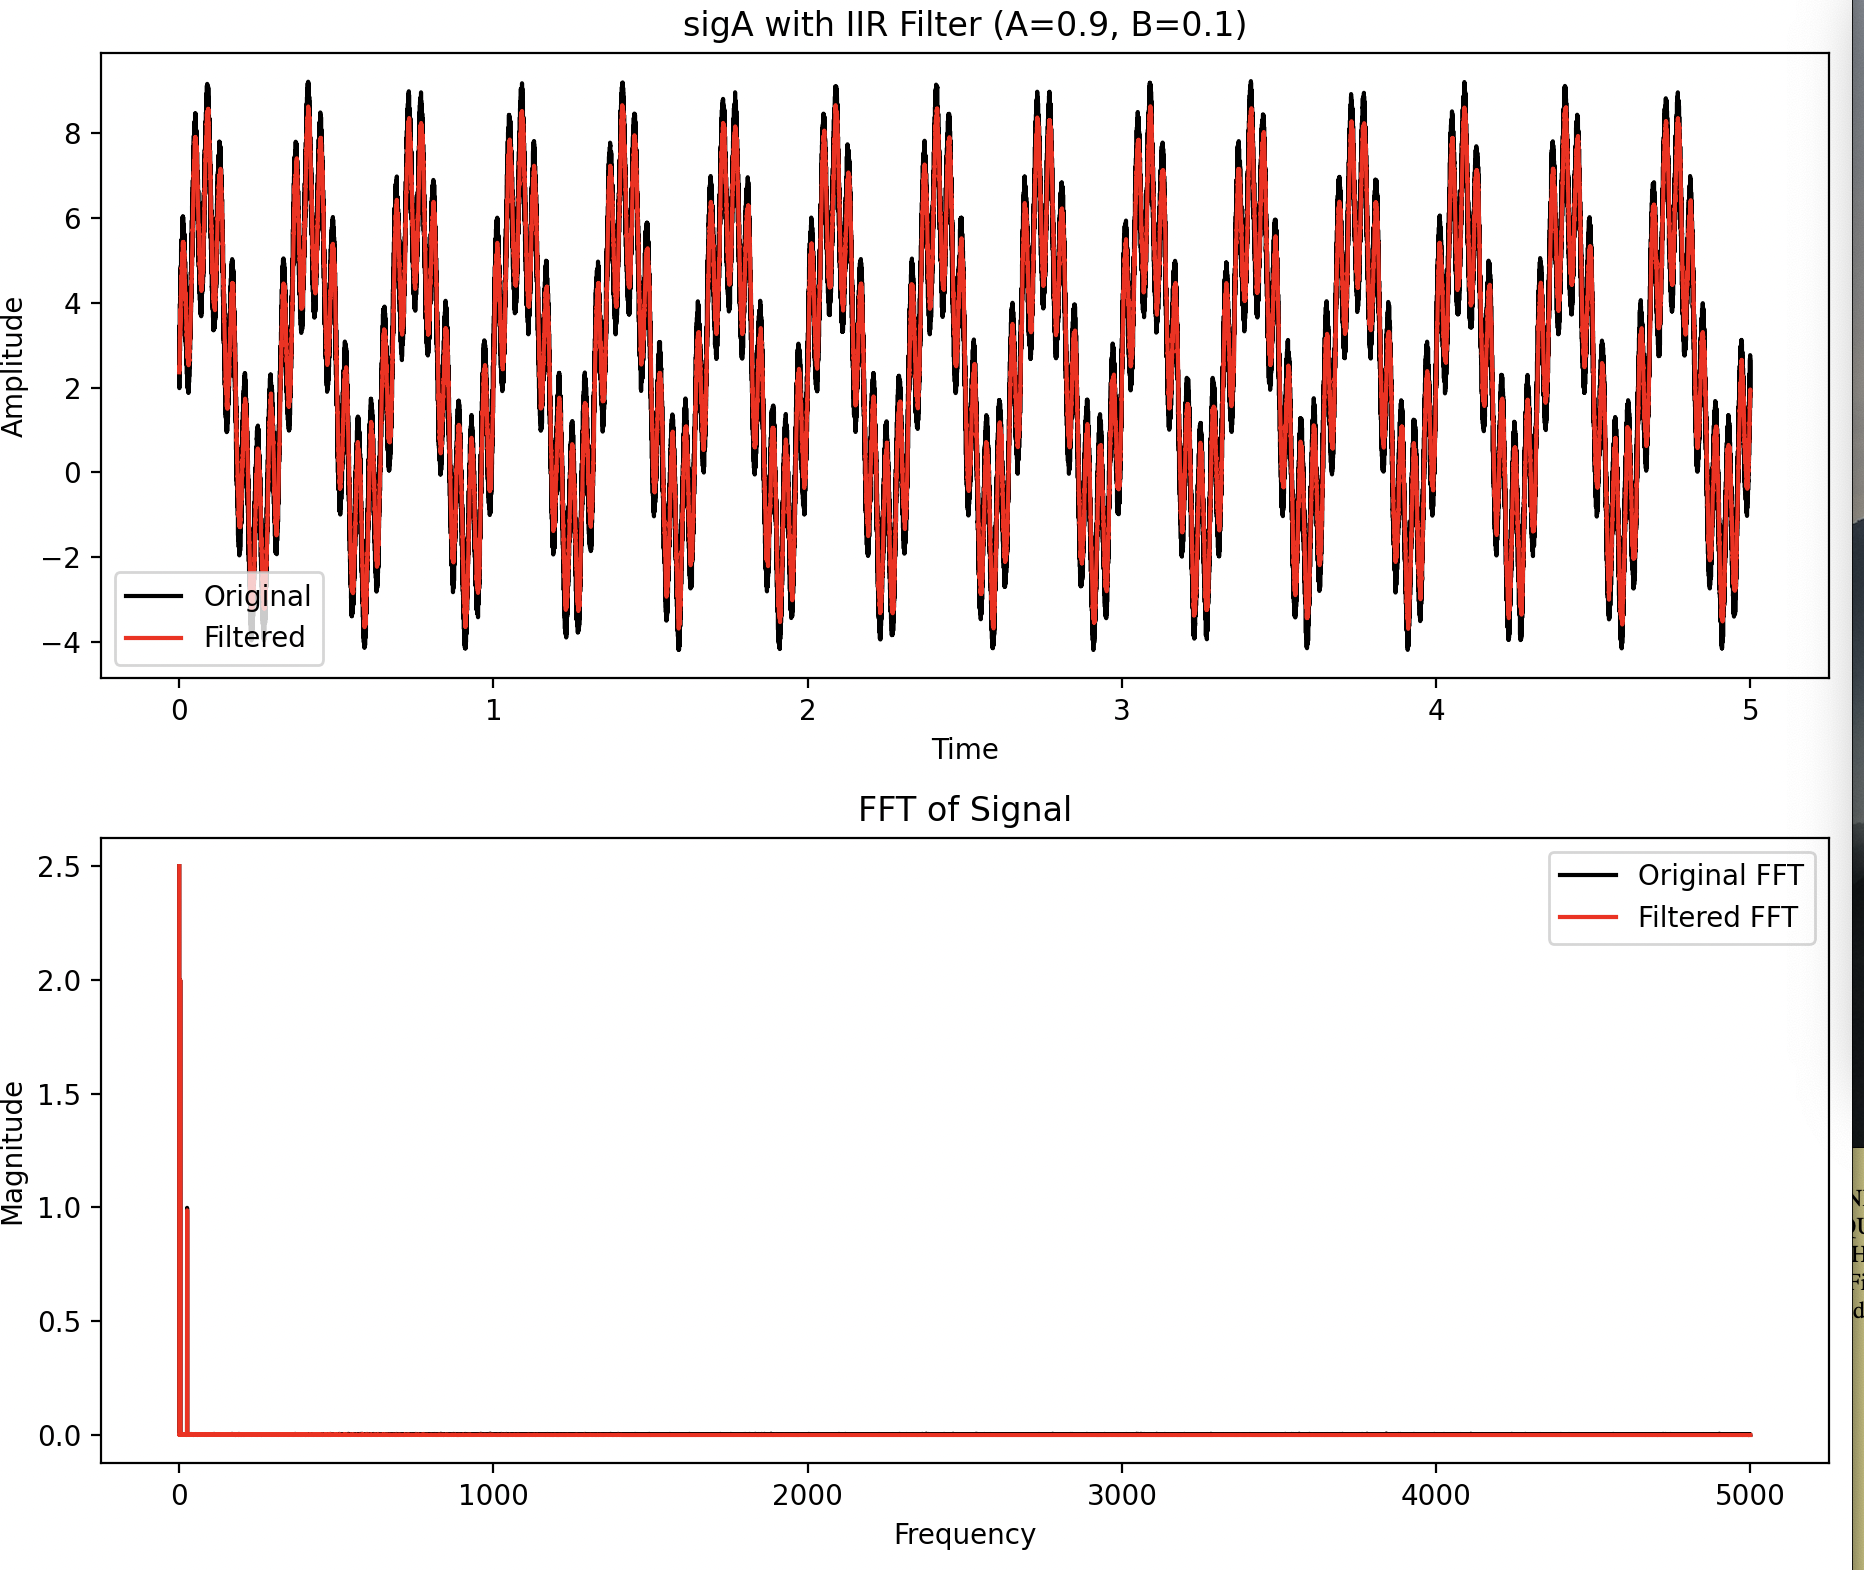 sigA with IIR Filter (A=0.9, B=0.1)
Amplitude
8
6
4
2
0
−2
−4
Original
Filtered
0 1 2 3 4 5
Time
FFT of Signal
Magnitude
2.5
2.0
1.5
1.0
0.5
0.0
Original FFT
Filtered FFT
0 1000 2000 3000 4000 5000
Frequency